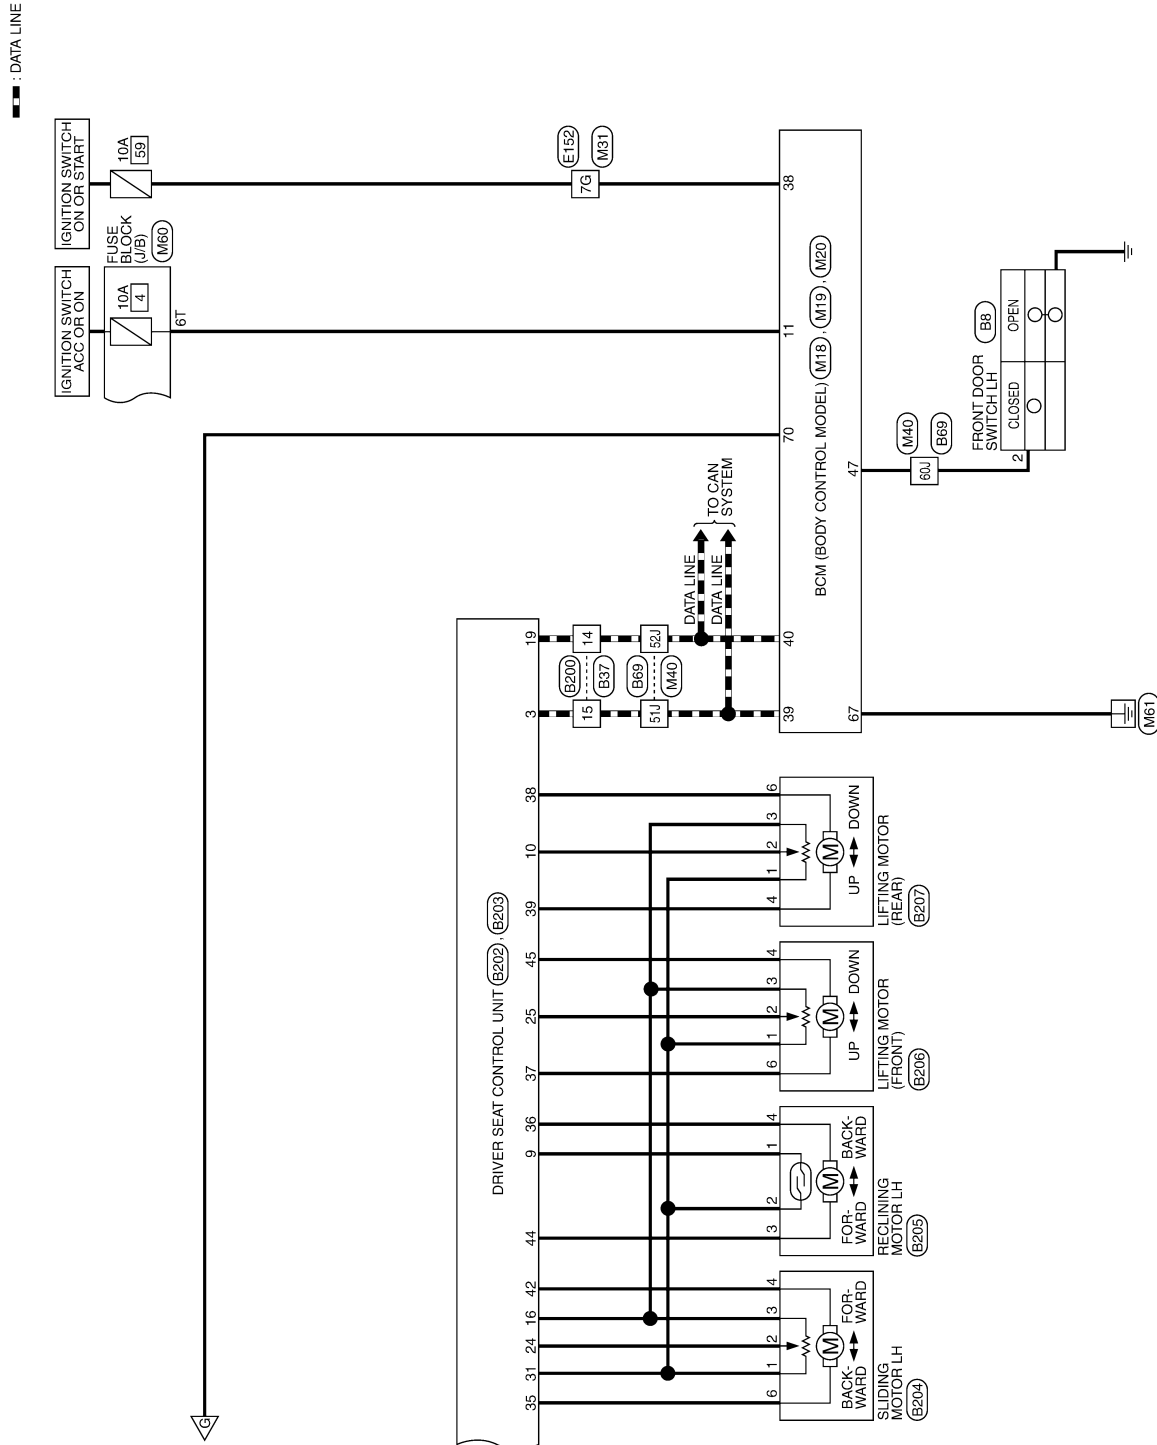 : DATA LINE
IGNITION SWITCH
ON OR START
10A
59
E152
7G
M31
38
IGNITION SWITCH
ACC OR ON
FUSE
BLOCK
(J/B)
M60
10A
4
6T
11
G
70
BCM (BODY CONTROL MODEL) M18 , M19 , M20
47
M40
60J
B69
FRONT DOOR
SWITCH LH
B8
CLOSED
OPEN
2
TO CAN
SYSTEM
DATA LINE
DATA LINE
19
14
52J
40
B200
B37
B69
M40
3
15
51J
39
67
M61
DRIVER SEAT CONTROL UNIT B202 , B203
35
31
24
16
42
44
9
36
37
25
45
39
10
38
6
1
2
3
4
M
BACK-
WARD
FOR-
WARD
SLIDING
MOTOR LH
B204
3
2
1
4
M
FOR-
WARD
BACK-
WARD
RECLINING
MOTOR LH
B205
6
1
2
3
4
M
UP
DOWN
LIFTING MOTOR
(FRONT)
B206
4
1
2
3
6
M
UP
DOWN
LIFTING MOTOR
(REAR)
B207